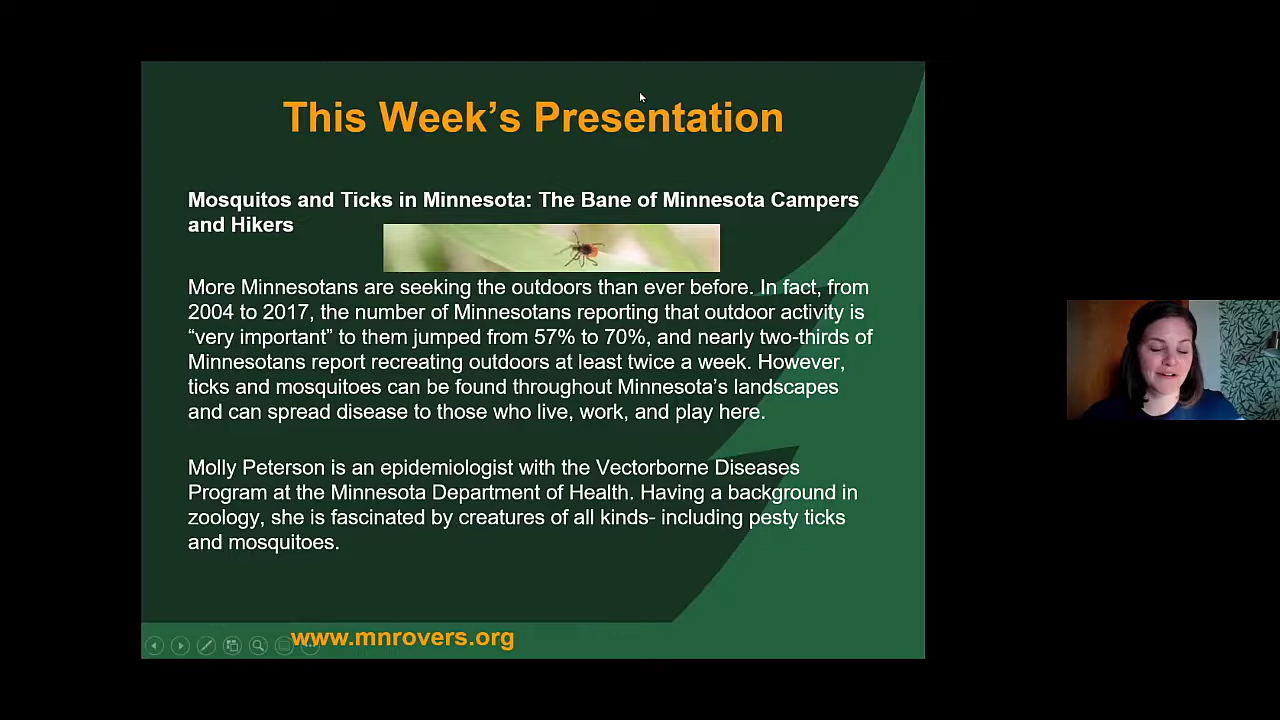 This Week’s Presentation
Mosquitos and Ticks in Minnesota: The Bane of Minnesota Campers
and Hikers
More Minnesotans are seeking the outdoors than ever before. In fact, from
2004 to 2017, the number of Minnesotans reporting that outdoor activity is
“very important” to them jumped from 57% to 70%, and nearly two-thirds of
Minnesotans report recreating outdoors at least twice a week. However,
ticks and mosquitoes can be found throughout Minnesota’s landscapes
and can spread disease to those who live, work, and play here.
Molly Peterson is an epidemiologist with the Vectorborne Diseases
Program at the Minnesota Department of Health. Having a background in
zoology, she is fascinated by creatures of all kinds- including pesty ticks
and mosquitoes.
www.mnrovers.org